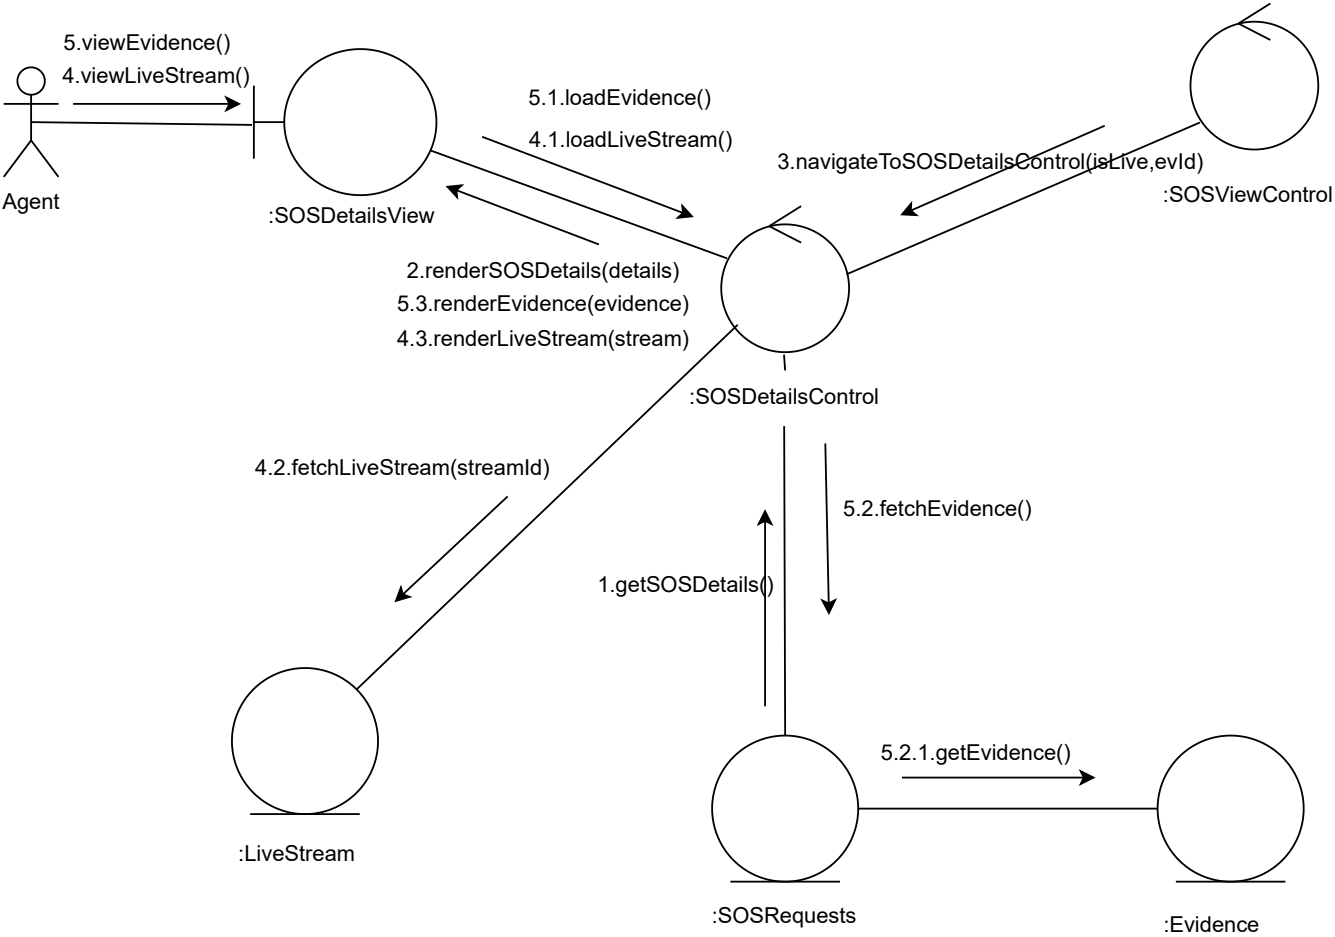 5.viewEvidence()
4.viewLiveStream()
Agent
:SOSDetailsView
5.1.loadEvidence()
4.1.loadLiveStream()
3.navigateToSOSDetailsControl(isLive,evId)
:SOSViewControl
2.renderSOSDetails(details)
5.3.renderEvidence(evidence)
4.3.renderLiveStream(stream)
:SOSDetailsControl
4.2.fetchLiveStream(streamId)
5.2.fetchEvidence()
1.getSOSDetails()
5.2.1.getEvidence()
:LiveStream
:SOSRequests
:Evidence